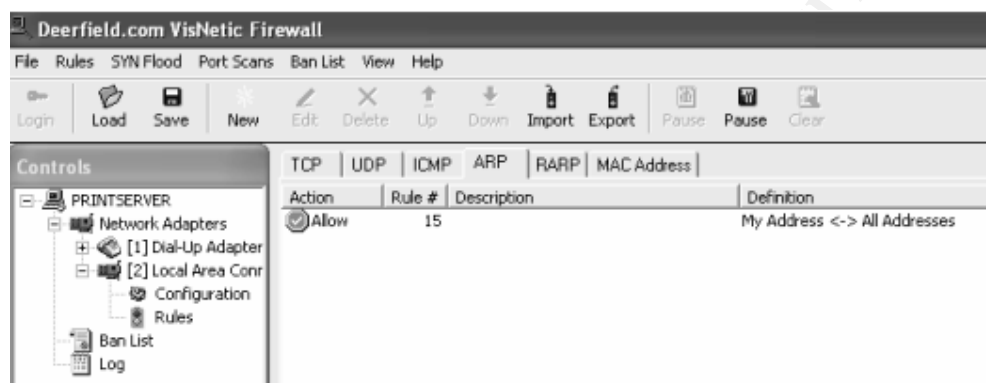 Deerfield.com VisNetic Firewall
File Rules SYN Flood Port Scans Ban List View Help
Login Load Save New Edit Delete Up Down Import Export Pause Pause Clear
Controls
TCP UDP ICMP ARP RARP MAC Address
Action Rule # Description Definition
PRINTSERVER
Allow 15 My Address <-> All Addresses
Network Adapters
[1] Dial-Up Adapter
[2] Local Area Conr
Configuration
Rules
Ban List
Log